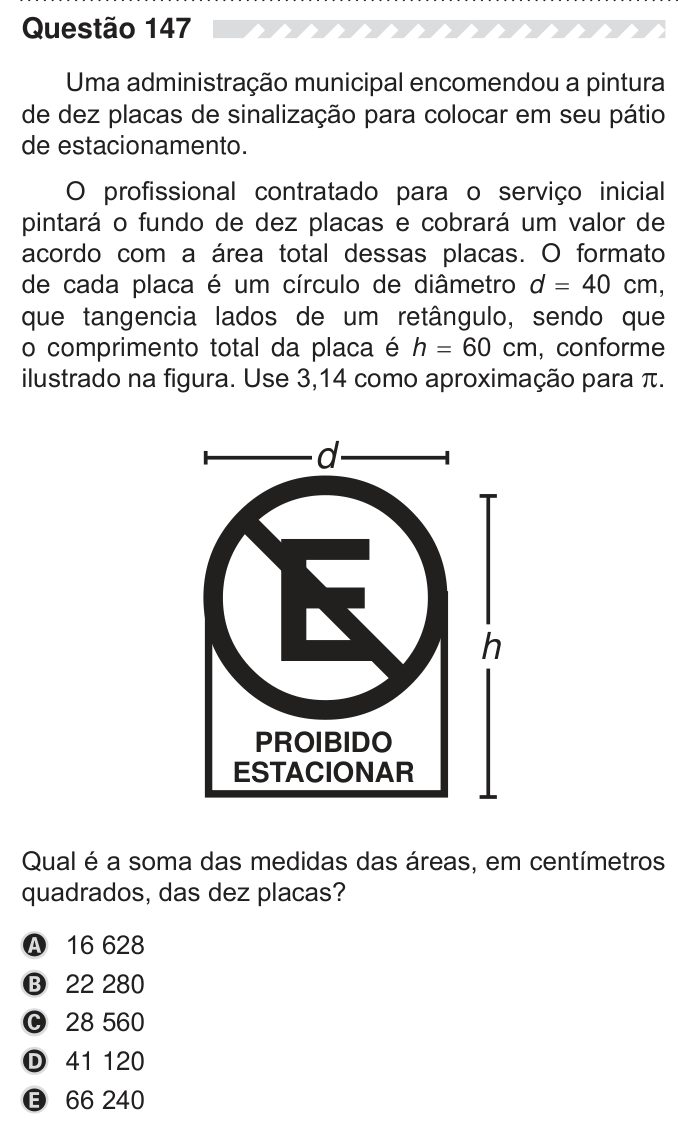 Questão 147
Uma administração municipal encomendou a pintura
de dez placas de sinalização para colocar em seu pátio
de estacionamento.
O profissional contratado para o serviço inicial
pintará o fundo de dez placas e cobrará um valor de
acordo com a área total dessas placas. O formato
de cada placa é um círculo de diâmetro d = 40 cm,
que tangencia lados de um retângulo, sendo que
o comprimento total da placa é h = 60 cm, conforme
ilustrado na figura. Use 3,14 como aproximação para π.
d
E
h
PROIBIDO
ESTACIONAR
Qual é a soma das medidas das áreas, em centímetros
quadrados, das dez placas?
A 16 628
B 22 280
C 28 560
D 41 120
E 66 240